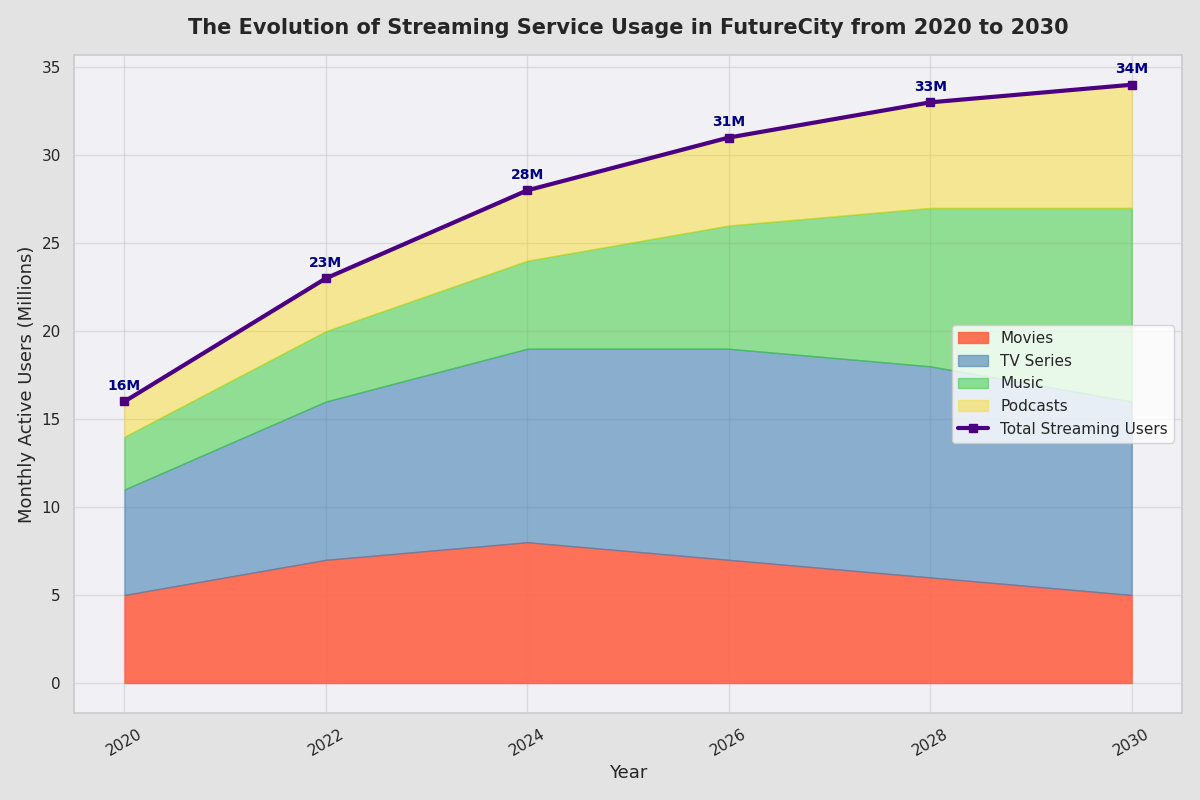 The Evolution of Streaming Service Usage in FutureCity from 2020 to 2030
Monthly Active Users (Millions)
35
30
25
20
15
10
5
0
16M
23M
28M
31M
33M
34M
Movies
TV Series
Music
Podcasts
Total Streaming Users
2020
2022
2024
2026
2028
2030
Year